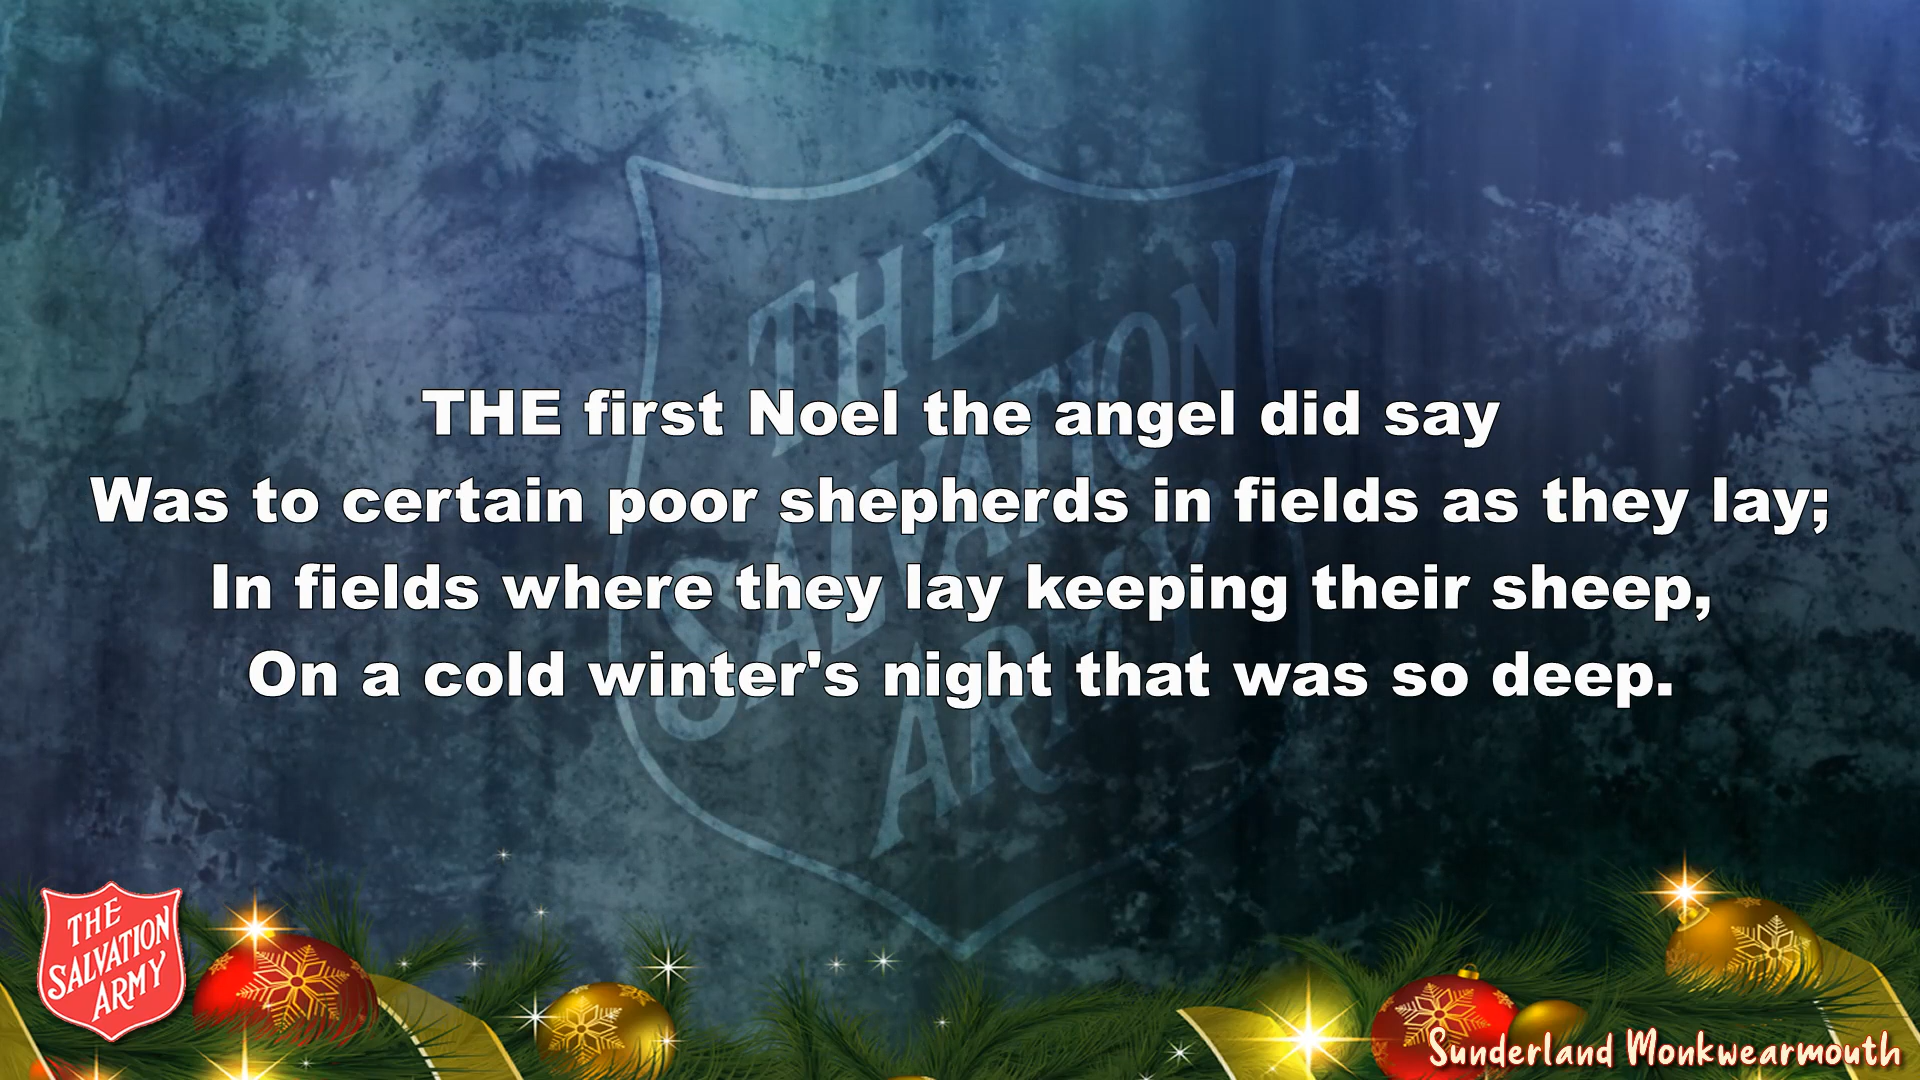 THE
SALVATION
ARMY
THE first Noel the angel did say
Was to certain poor shepherds in fields as they lay;
In fields where they lay keeping their sheep,
On a cold winter's night that was so deep.
THE
SALVATION
ARMY
Sunderland Monkwearmouth